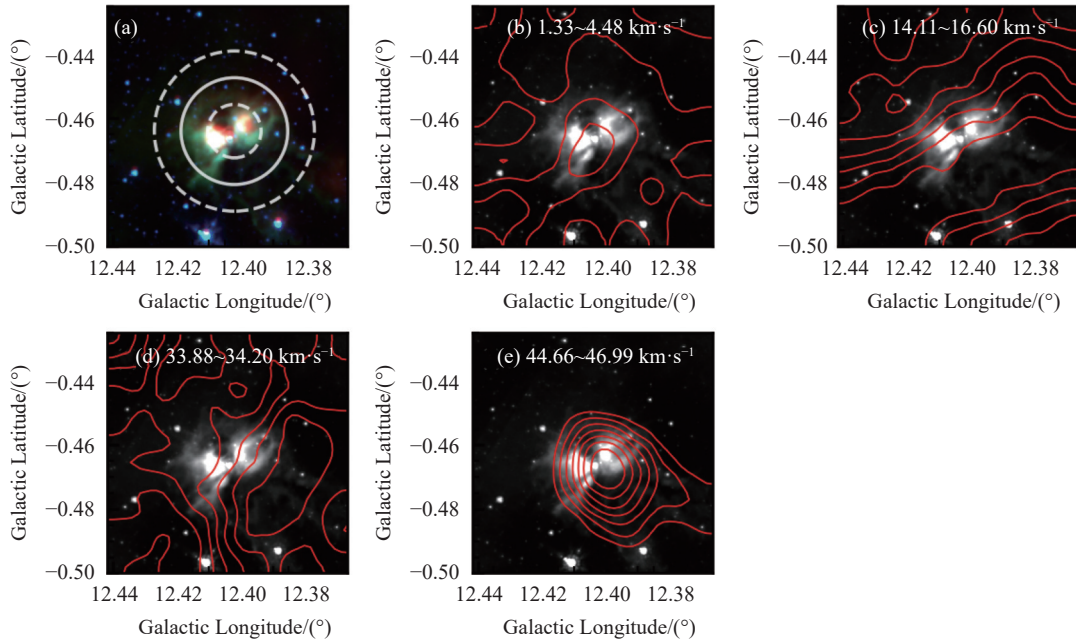 (a)
−0.44
−0.46
−0.48
−0.50
Galactic Latitude/(°)
12.44 12.42 12.40 12.38
Galactic Longitude/(°)
(b) 1.33~4.48 km·s⁻¹
−0.44
−0.46
−0.48
−0.50
Galactic Latitude/(°)
12.44 12.42 12.40 12.38
Galactic Longitude/(°)
(c) 14.11~16.60 km·s⁻¹
−0.44
−0.46
−0.48
−0.50
Galactic Latitude/(°)
12.44 12.42 12.40 12.38
Galactic Longitude/(°)
(d) 33.88~34.20 km·s⁻¹
−0.44
−0.46
−0.48
−0.50
Galactic Latitude/(°)
12.44 12.42 12.40 12.38
Galactic Longitude/(°)
(e) 44.66~46.99 km·s⁻¹
−0.44
−0.46
−0.48
−0.50
Galactic Latitude/(°)
12.44 12.42 12.40 12.38
Galactic Longitude/(°)